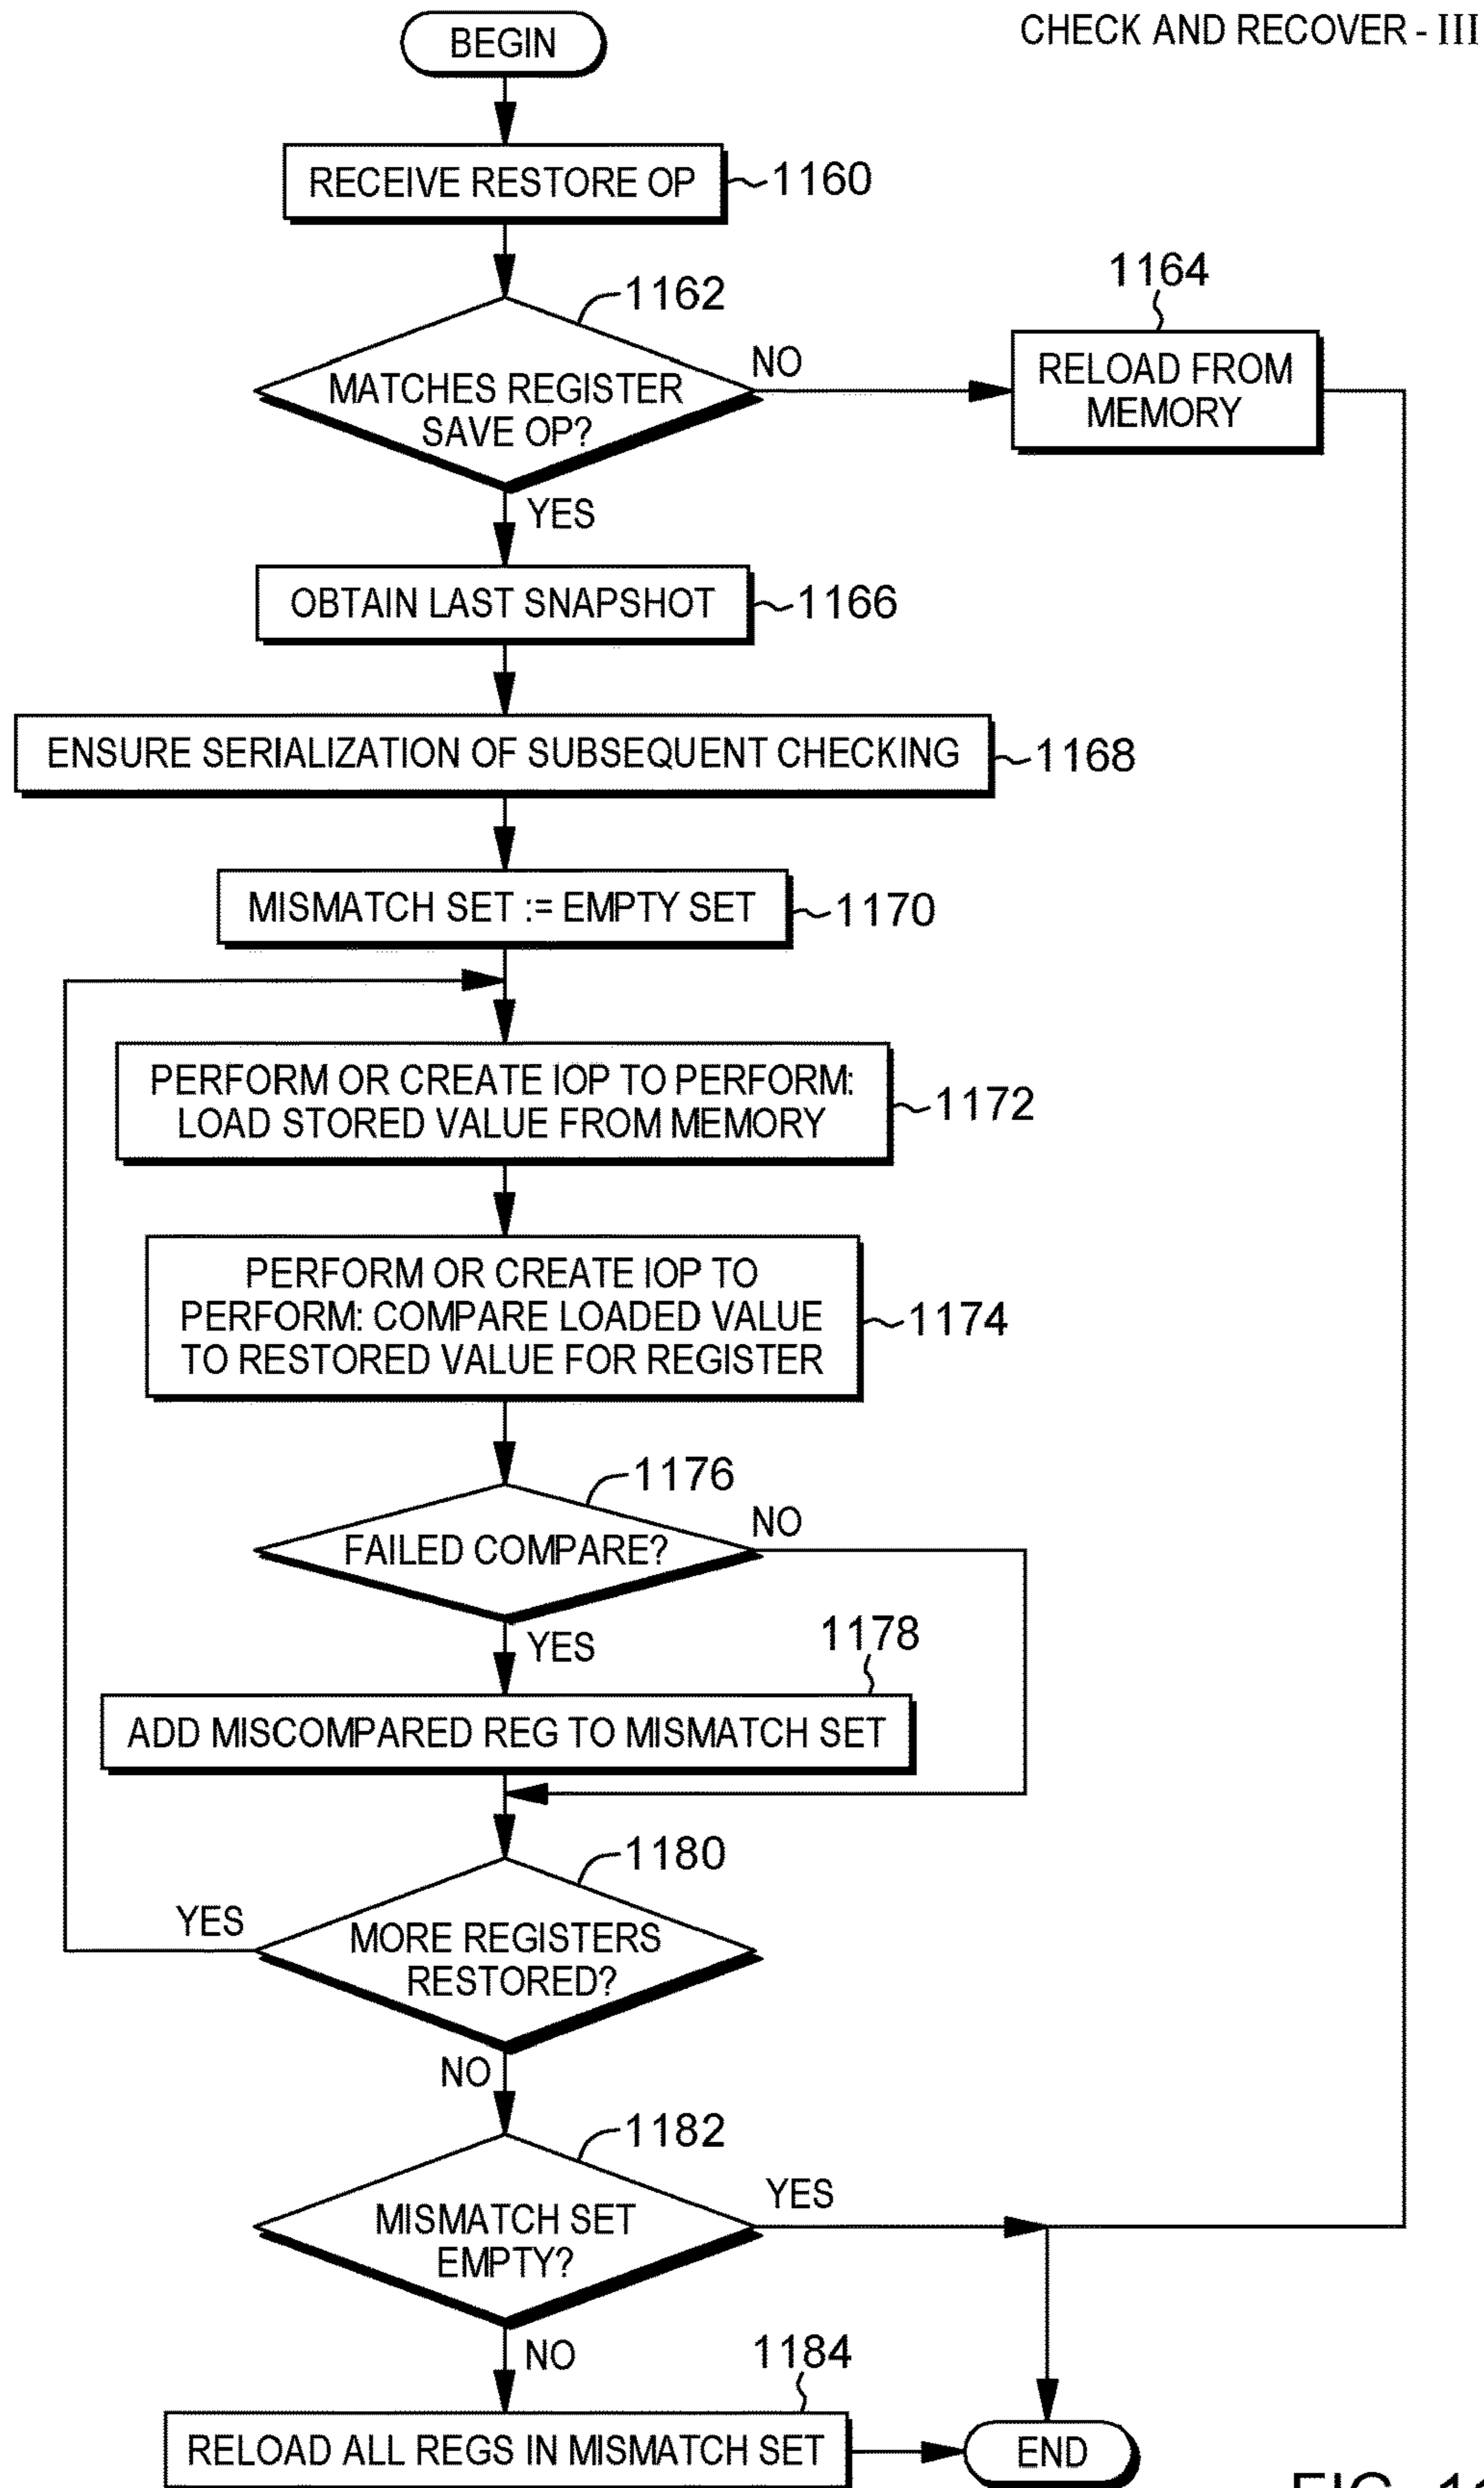 CHECK AND RECOVER - III
BEGIN
RECEIVE RESTORE OP
1160
1162
MATCHES REGISTER
SAVE OP?
NO
1164
RELOAD FROM
MEMORY
YES
OBTAIN LAST SNAPSHOT
1166
ENSURE SERIALIZATION OF SUBSEQUENT CHECKING
1168
MISMATCH SET := EMPTY SET
1170
PERFORM OR CREATE IOP TO PERFORM:
LOAD STORED VALUE FROM MEMORY
1172
PERFORM OR CREATE IOP TO
PERFORM: COMPARE LOADED VALUE
TO RESTORED VALUE FOR REGISTER
1174
1176
FAILED COMPARE?
NO
YES
1178
ADD MISCOMPARED REG TO MISMATCH SET
1180
YES
MORE REGISTERS
RESTORED?
NO
1182
MISMATCH SET
EMPTY?
YES
NO
1184
RELOAD ALL REGS IN MISMATCH SET
END